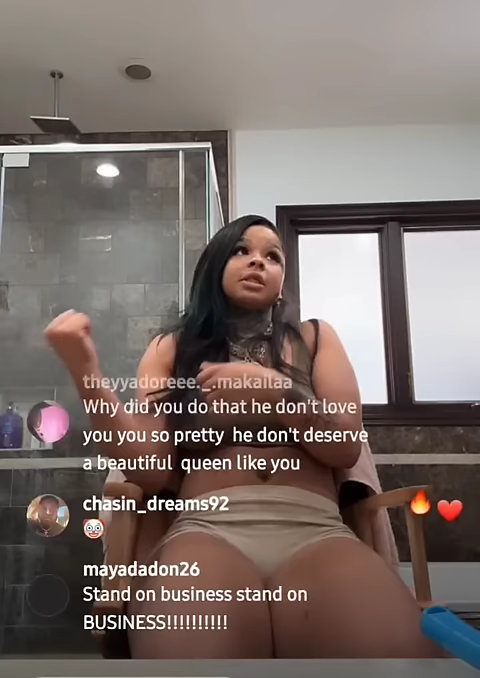 theyyadoreee._.makailaa
Why did you do that he don't love
you you so pretty he don't deserve
a beautiful queen like you
chasin_dreams92
🤡
mayadadon26
Stand on business stand on
BUSINESS!!!!!!!!!!